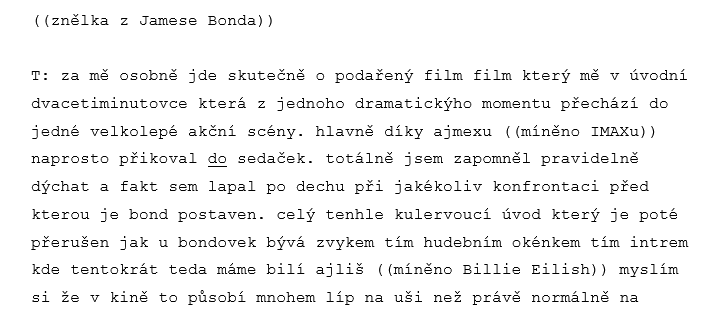 ((znělka z Jamese Bonda))
T: za mě osobně jde skutečně o podařený film film který mě v úvodní
dvacetiminutovce která z jednoho dramatickýho momentu přechází do
jedné velkolepé akční scény. hlavně díky ajmexu ((míněno IMAXu))
naprosto přikoval do sedaček. totálně jsem zapomněl pravidelně
dýchat a fakt sem lapal po dechu při jakékoliv konfrontaci před
kterou je bond postaven. celý tenhle kulervoucí úvod který je poté
přerušen jak u bondovek bývá zvykem tím hudebním okénkem tím intrem
kde tentokrát teda máme bilí ajliš ((míněno Billie Eilish)) myslím
si že v kině to působí mnohem líp na uši než právě normálně na